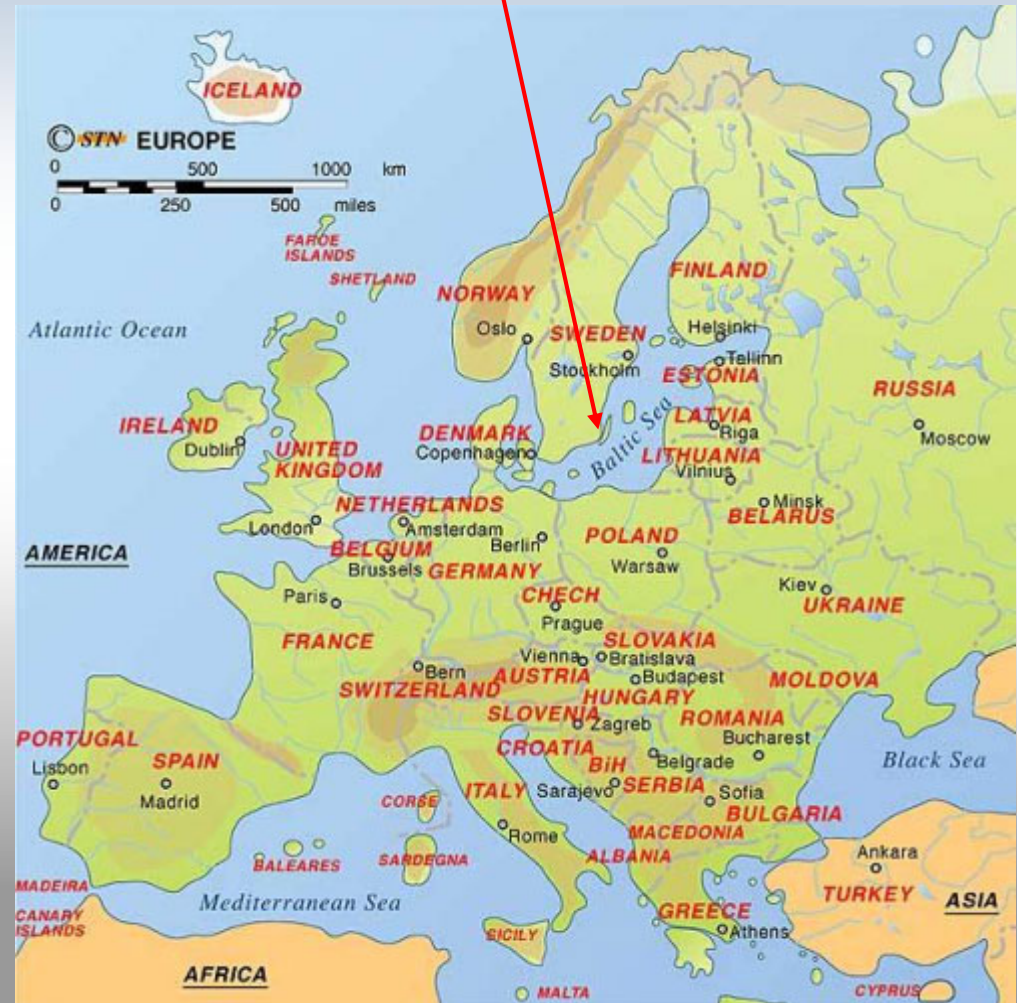 ICELAND
© STN EUROPE
0 500 1000 km
0 250 500 miles
FAROE
ISLANDS
SHETLAND
NORWAY
FINLAND
Atlantic Ocean
Oslo
SWEDEN
Helsinki
Stockholm
Tellinn
ESTONIA
RUSSIA
IRELAND
Dublin
UNITED
KINGDOM
DENMARK
Copenhagen
Baltic Sea
LATVIA
Riga
Moscow
LITHUANIA
Vilnius
NETHERLANDS
Amsterdam
London
Minsk
BELARUS
POLAND
Warsaw
Berlin
AMERICA
BELGIUM
Brussels
GERMANY
Paris
CHECH
Prague
Kiev
UKRAINE
FRANCE
SLOVAKIA
Vienna
Bratislava
Bern
AUSTRIA
Budapest
SWITZERLAND
HUNGARY
MOLDOVA
SLOVENIA
Zagreb
ROMANIA
PORTUGAL
Lisbon
SPAIN
Madrid
CROATIA
BiH
Belgrade
Bucharest
Black Sea
CORSE
ITALY
Sarajevo
SERBIA
Sofia
BULGARIA
Rome
MACEDONIA
BALEARES
SARDEGNA
ALBANIA
Ankara
MADEIRA
Mediterranean Sea
TURKEY
ASIA
CANARY
ISLANDS
SICILY
GREECE
Athens
AFRICA
MALTA
CYPRUS